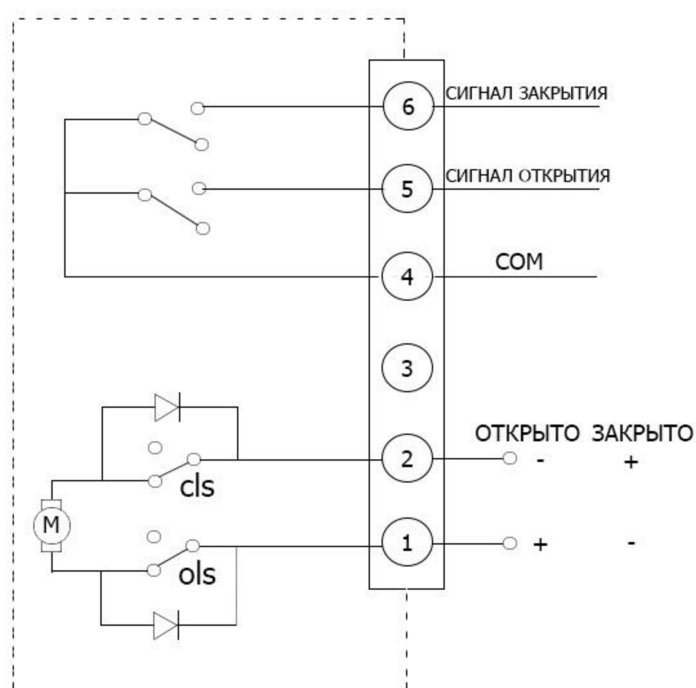 6 СИГНАЛ ЗАКРЫТИЯ
5 СИГНАЛ ОТКРЫТИЯ
4 COM
3
ОТКРЫТО ЗАКРЫТО
2 - +
cls
M
1 + -
ols